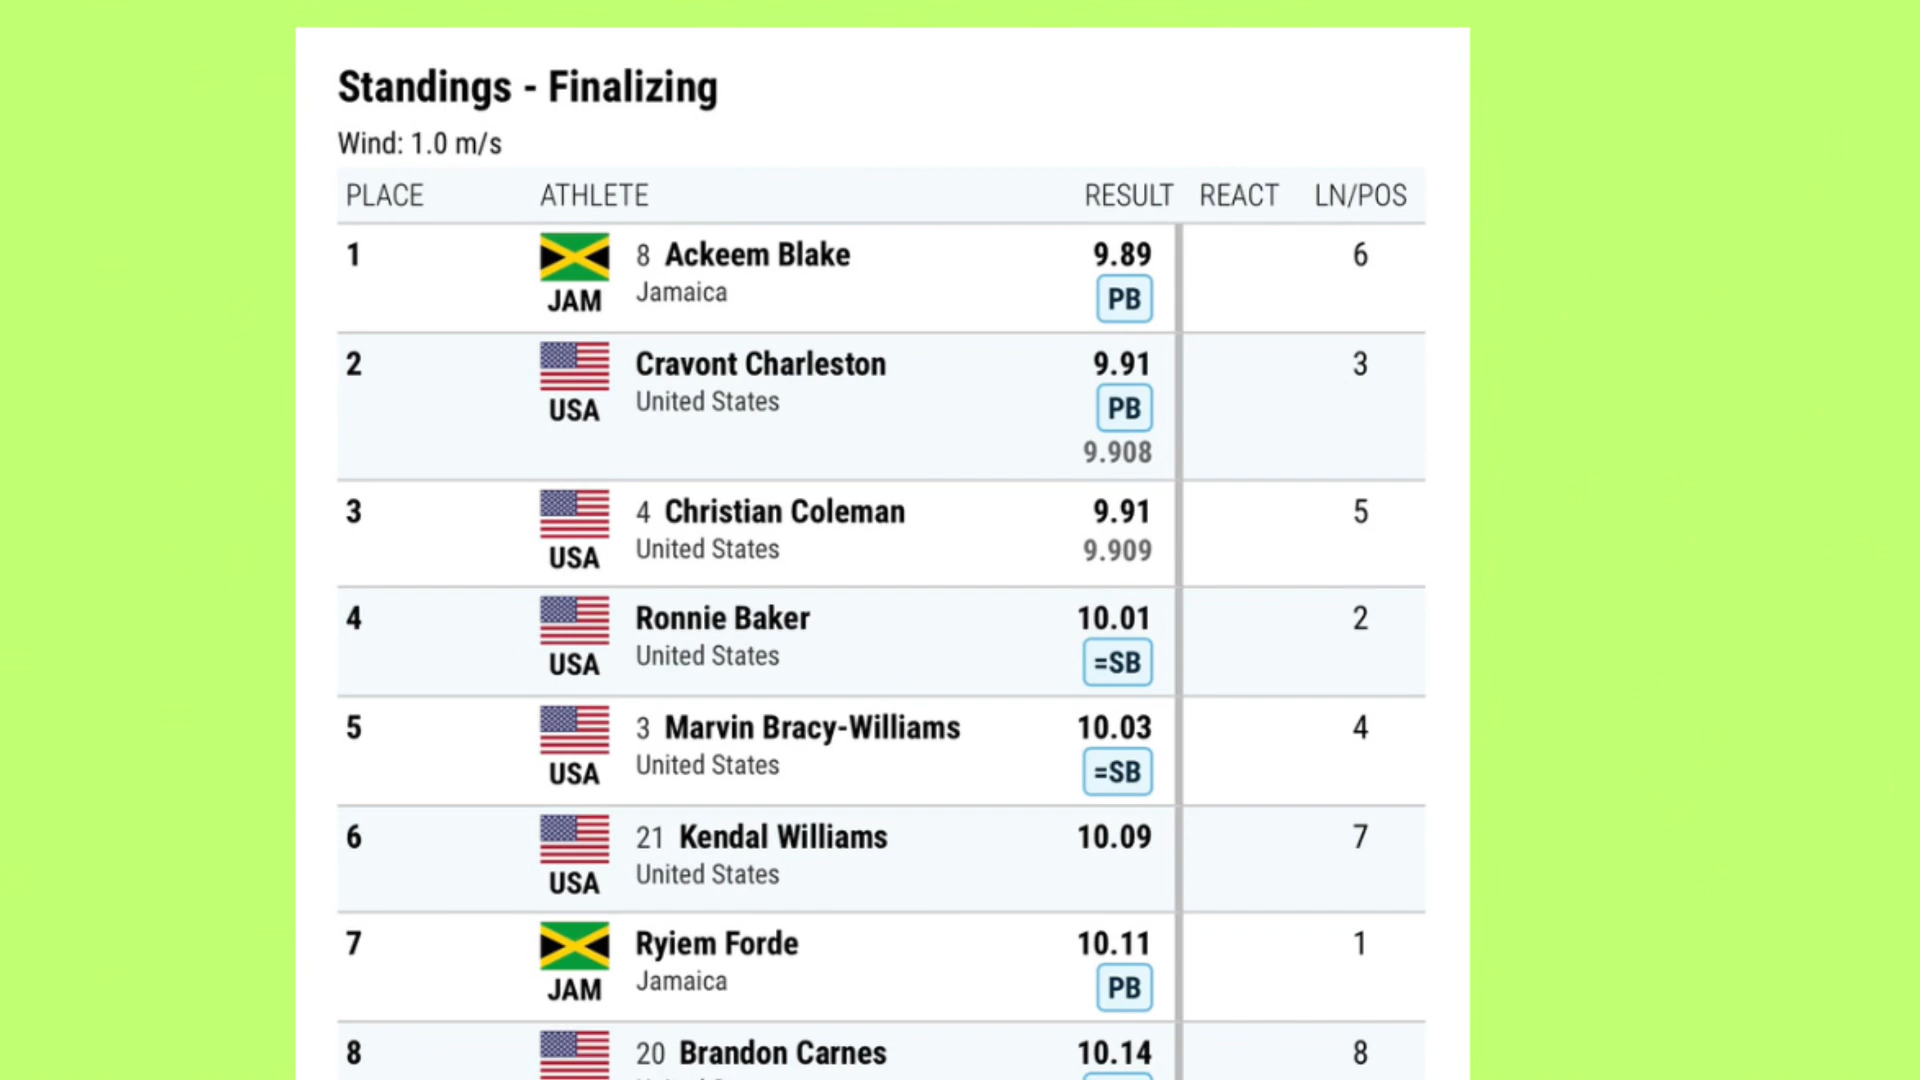 Standings - Finalizing
Wind: 1.0 m/s
PLACE ATHLETE RESULT REACT LN/POS
1 8 Ackeem Blake 9.89 6
JAM Jamaica PB
2 Cravont Charleston 9.91 3
USA United States PB
9.908
3 4 Christian Coleman 9.91 5
USA United States 9.909
4 Ronnie Baker 10.01 2
USA United States =SB
5 3 Marvin Bracy-Williams 10.03 4
USA United States =SB
6 21 Kendal Williams 10.09 7
USA United States
7 Ryiem Forde 10.11 1
JAM Jamaica PB
8 20 Brandon Carnes 10.14 8